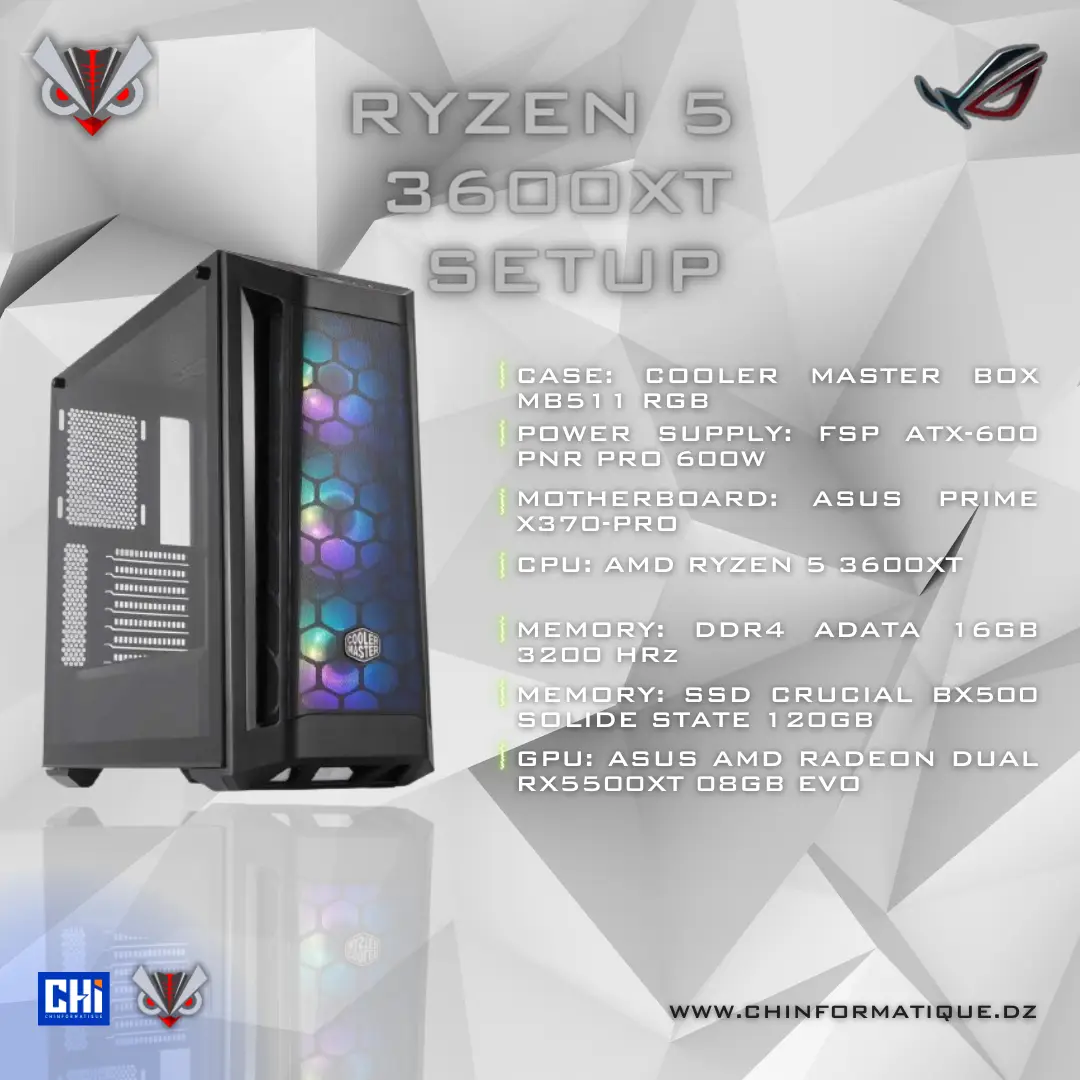 RYZEN 5
3600XT
SETUP
CASE: COOLER MASTER BOX
MB511 RGB
POWER SUPPLY: FSP ATX-600
PNR PRO 600W
MOTHERBOARD: ASUS PRIME
X370-PRO
CPU: AMD RYZEN 5 3600XT
MEMORY: DDR4 ADATA 16GB
3200 HRz
MEMORY: SSD CRUCIAL BX500
SOLIDE STATE 120GB
GPU: ASUS AMD RADEON DUAL
RX5500XT 08GB EVO
COOLER
MASTER
CHi
CHINFORMATIQUE
WWW.CHINFORMATIQUE.DZ